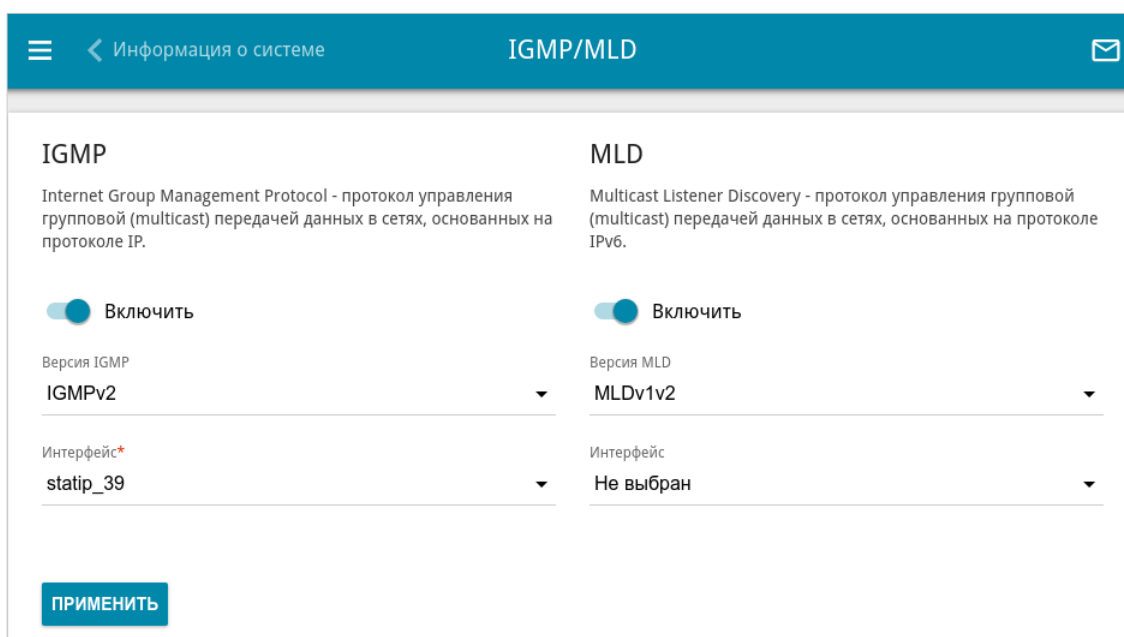 Информация о системе
IGMP/MLD
IGMP
Internet Group Management Protocol - протокол управления
групповой (multicast) передачей данных в сетях, основанных на
протоколе IP.
Включить
Версия IGMP
IGMPv2
Интерфейс*
statip_39
MLD
Multicast Listener Discovery - протокол управления групповой
(multicast) передачей данных в сетях, основанных на протоколе
IPv6.
Включить
Версия MLD
MLDv1v2
Интерфейс
Не выбран
ПРИМЕНИТЬ